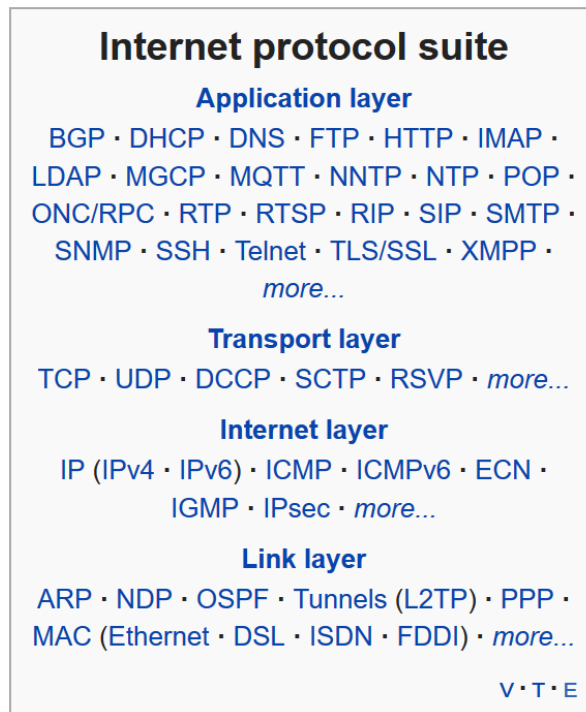 Internet protocol suite
Application layer
BGP · DHCP · DNS · FTP · HTTP · IMAP ·
LDAP · MGCP · MQTT · NNTP · NTP · POP ·
ONC/RPC · RTP · RTSP · RIP · SIP · SMTP ·
SNMP · SSH · Telnet · TLS/SSL · XMPP ·
more...
Transport layer
TCP · UDP · DCCP · SCTP · RSVP · more...
Internet layer
IP (IPv4 · IPv6) · ICMP · ICMPv6 · ECN ·
IGMP · IPsec · more...
Link layer
ARP · NDP · OSPF · Tunnels (L2TP) · PPP ·
MAC (Ethernet · DSL · ISDN · FDDI) · more...
V · T · E